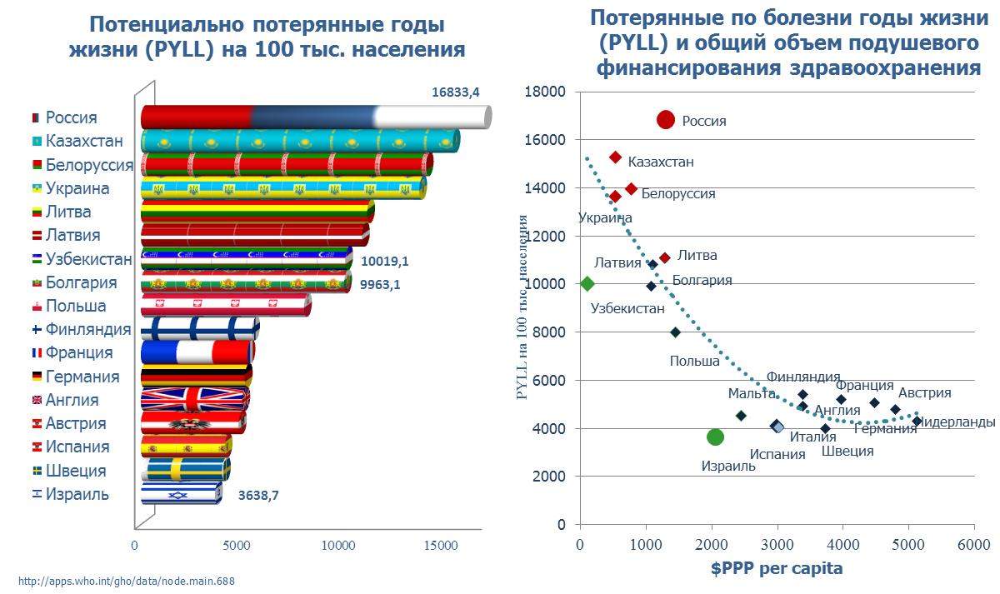 Потенциально потерянные годы
жизни (PYLL) на 100 тыс. населения
16833,4
Россия
Казахстан
Белоруссия
Украина
Литва
Латвия
Узбекистан
10019,1
Болгария
9963,1
Польша
Финляндия
Франция
Германия
Англия
Австрия
Испания
Швеция
Израиль
3638,7
0
5000
10000
15000
http://apps.who.int/gho/data/node.main.688
Потерянные по болезни годы жизни
(PYLL) и общий объем подушевого
финансирования здравоохранения
18000
16000
14000
12000
10000
8000
6000
4000
2000
0
PYLL на 100 тыс. населения
Россия
Казахстан
Белоруссия
Украина
Литва
Латвия
Болгария
Узбекистан
Польша
Финляндия
Франция
Мальта
Австрия
Англия
Нидерланды
Германия
Италия
Швеция
Испания
Израиль
0
1000
2000
3000
4000
5000
6000
$PPP per capita